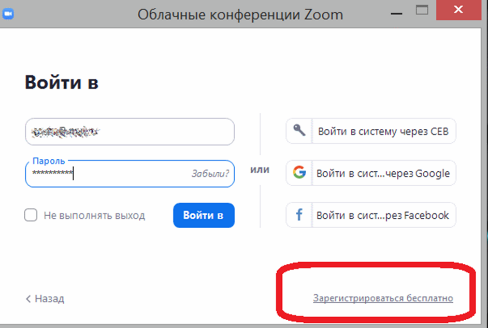 Облачные конференции Zoom
Войти в
Пароль
**********
Забыли?
или
Не выполнять выход
Войти в
Войти в систему через СЕВ
Войти в сист...через Google
Войти в сист...рез Facebook
< Назад
Зарегистрироваться бесплатно